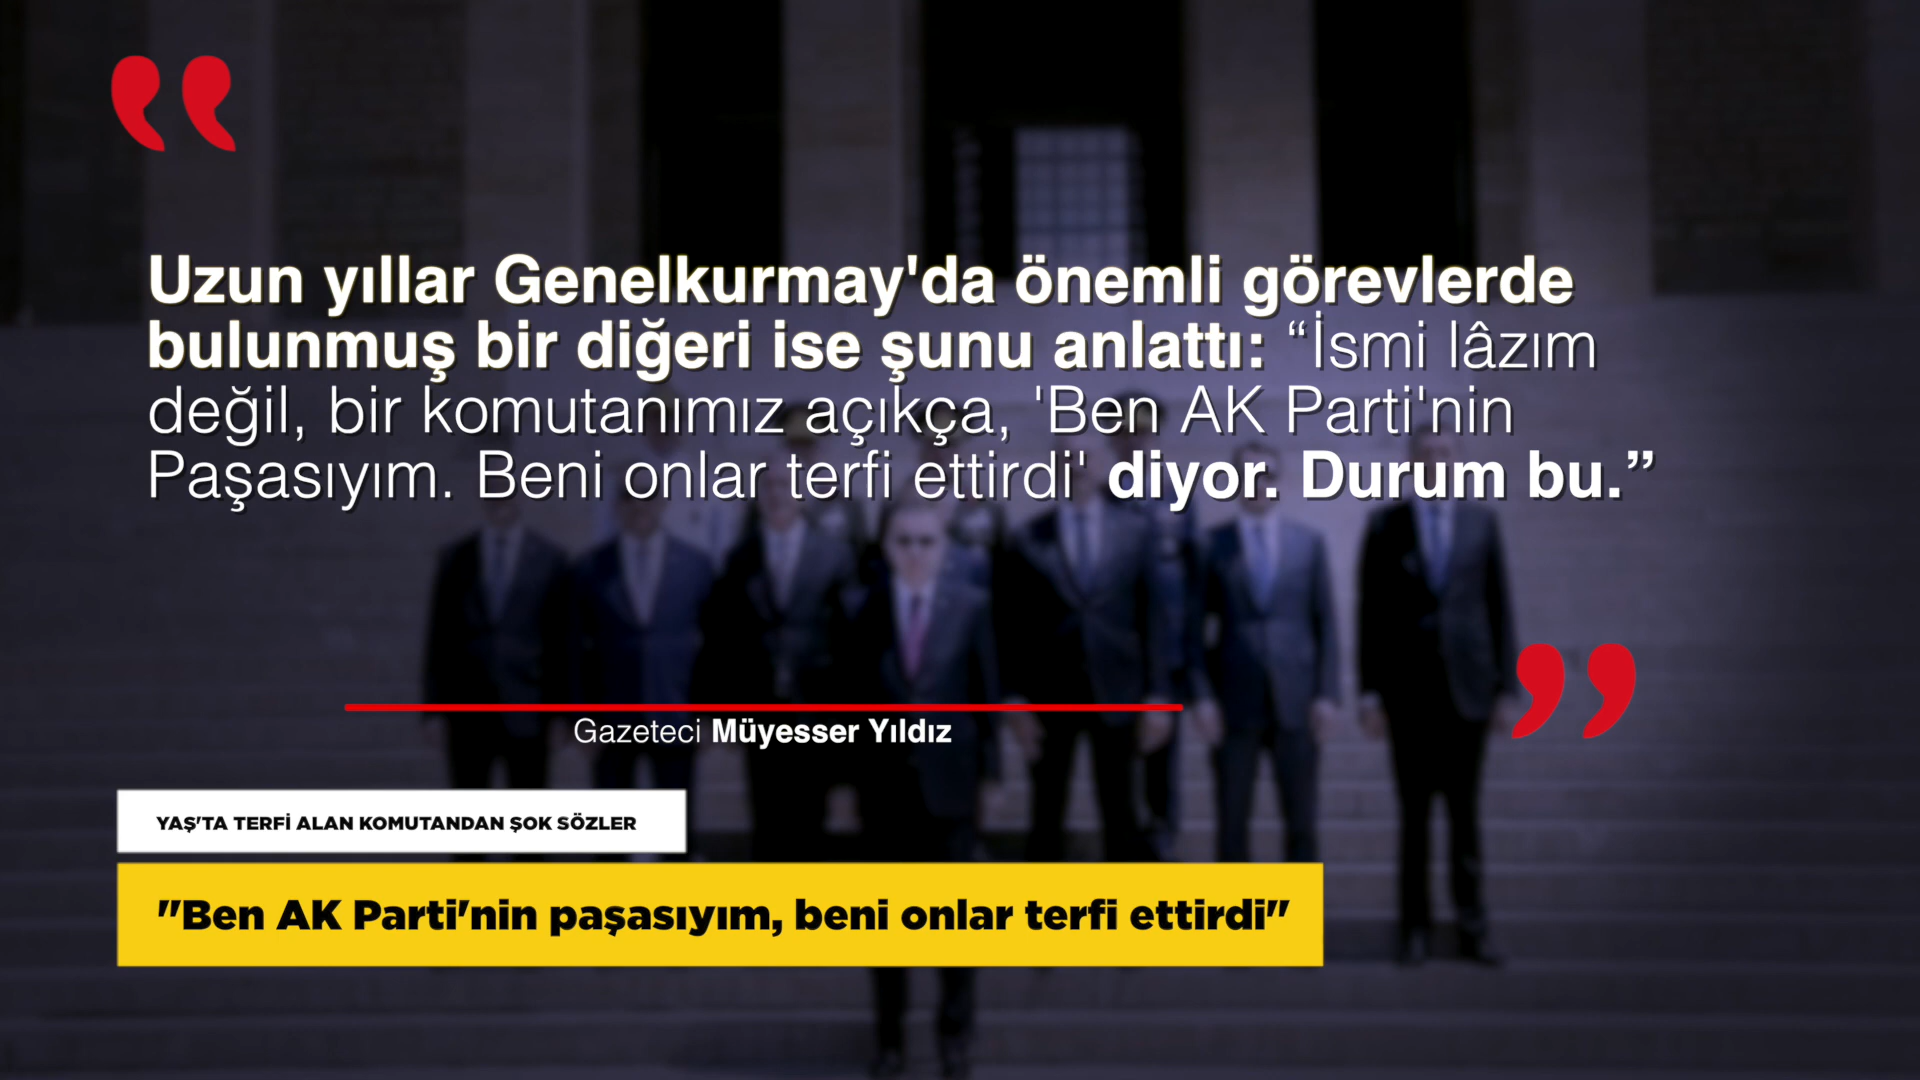 Uzun yıllar Genelkurmay'da önemli görevlerde
bulunmuş bir diğeri ise şunu anlattı: “İsmi lâzım
değil, bir komutanımız açıkça, 'Ben AK Parti'nin
Paşasıyım. Beni onlar terfi ettirdi' diyor. Durum bu.”
Gazeteci Müyesser Yıldız
YAŞ'TA TERFİ ALAN KOMUTANDAN ŞOK SÖZLER
"Ben AK Parti'nin paşasıyım, beni onlar terfi ettirdi"